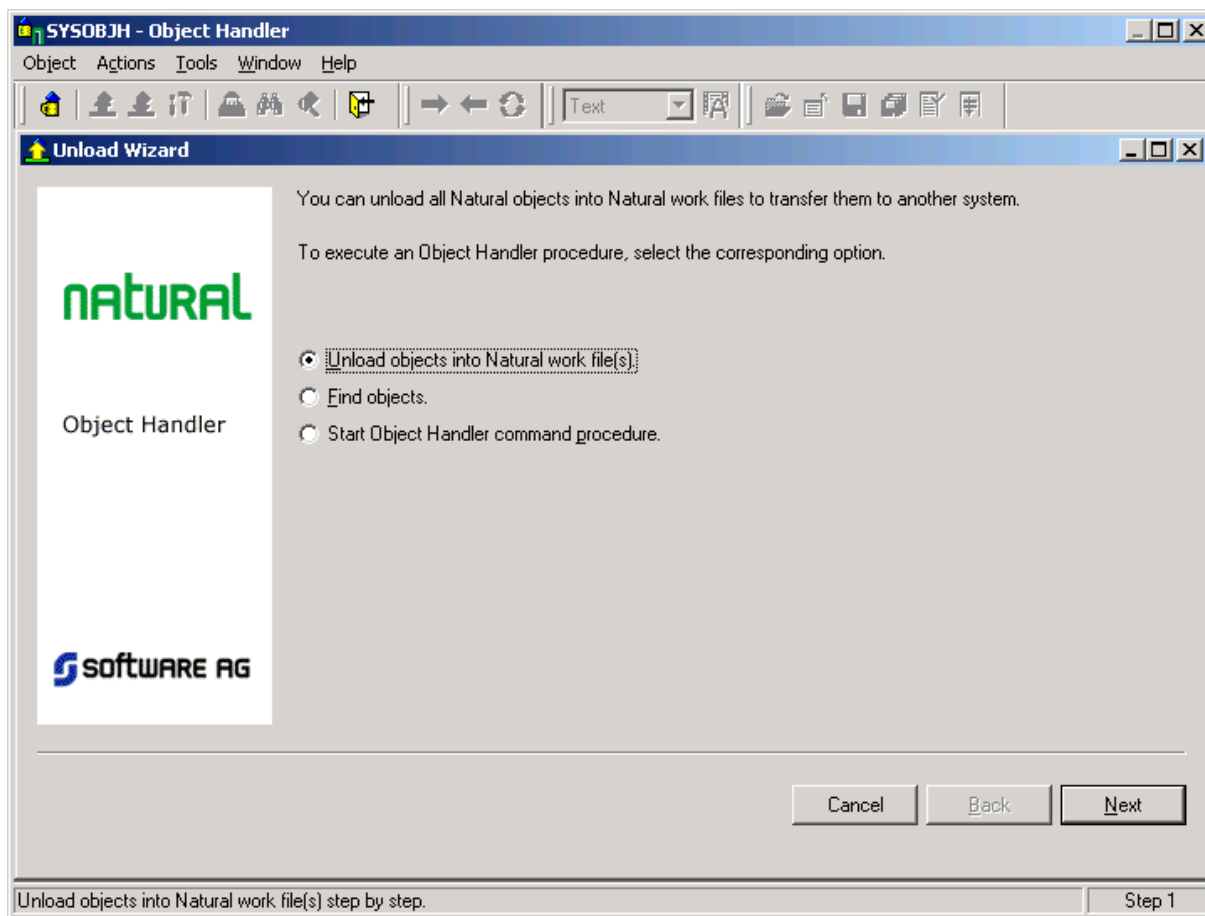 SYSOBJH - Object Handler
Object Actions Tools Window Help
Text
Unload Wizard
You can unload all Natural objects into Natural work files to transfer them to another system.
To execute an Object Handler procedure, select the corresponding option.
natural
Unload objects into Natural work file(s).
Find objects.
Object Handler
Start Object Handler command procedure.
software AG
Cancel Back Next
Unload objects into Natural work file(s) step by step. Step 1